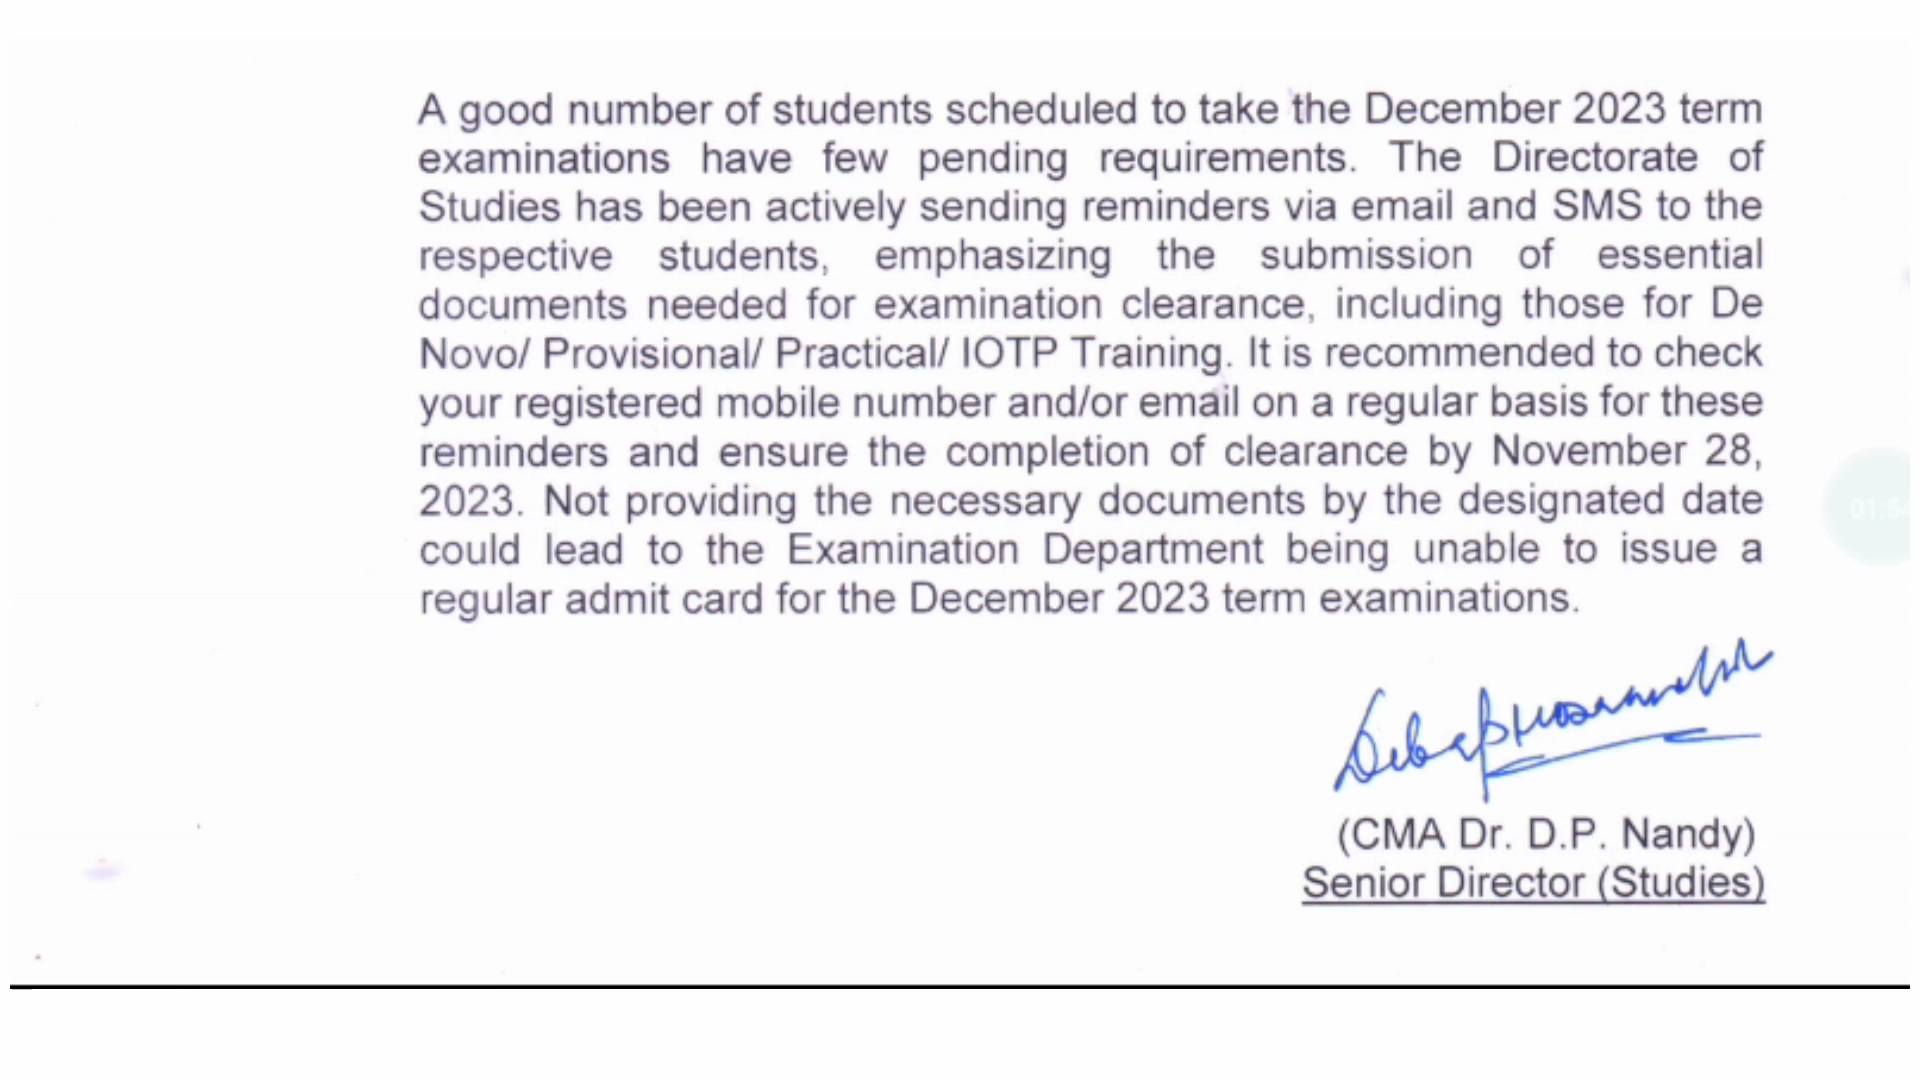 A good number of students scheduled to take the December 2023 term
examinations have few pending requirements. The Directorate of
Studies has been actively sending reminders via email and SMS to the
respective students, emphasizing the submission of essential
documents needed for examination clearance, including those for De
Novo/ Provisional/ Practical/ IOTP Training. It is recommended to check
your registered mobile number and/or email on a regular basis for these
reminders and ensure the completion of clearance by November 28,
2023. Not providing the necessary documents by the designated date
could lead to the Examination Department being unable to issue a
regular admit card for the December 2023 term examinations.
(CMA Dr. D.P. Nandy)
Senior Director (Studies)